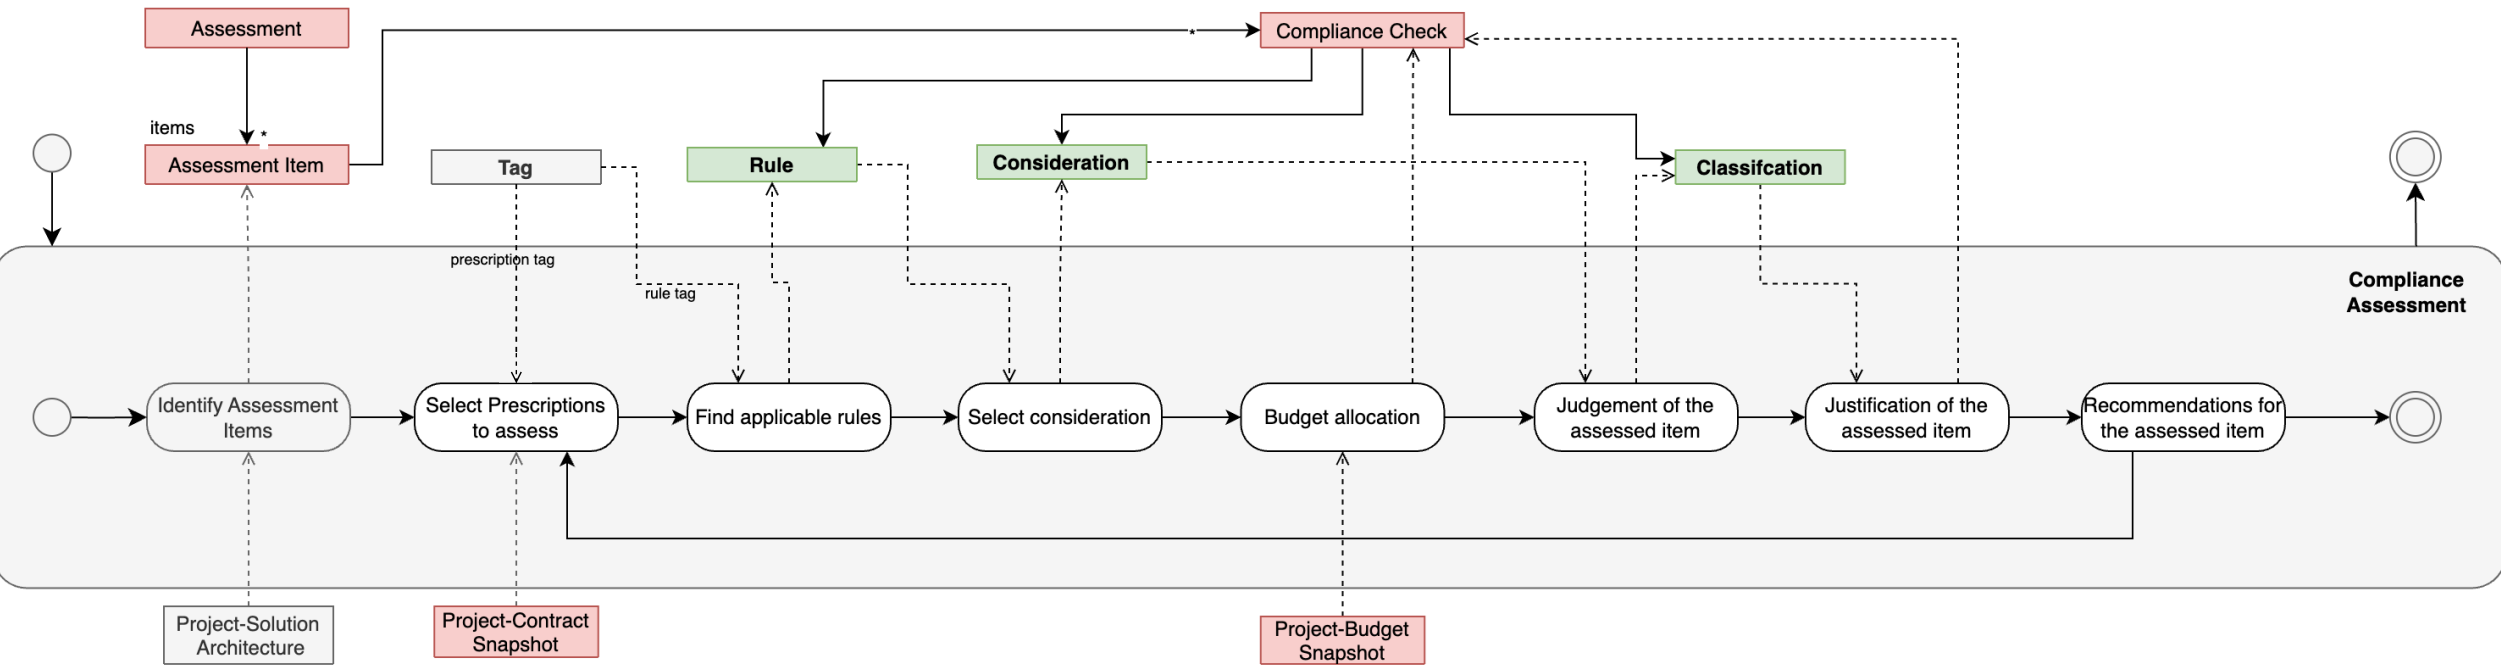 Assessment
Compliance Check
*
items
*
Assessment Item
Tag
Rule
Consideration
Classifcation
prescription tag
rule tag
Compliance
Assessment
Identify Assessment
Items
Select Prescriptions
to assess
Find applicable rules
Select consideration
Budget allocation
Judgement of the
assessed item
Justification of the
assessed item
Recommendations for
the assessed item
Project-Solution
Architecture
Project-Contract
Snapshot
Project-Budget
Snapshot